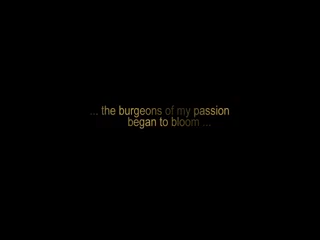 ... the burgeons of my passion
began to bloom ...